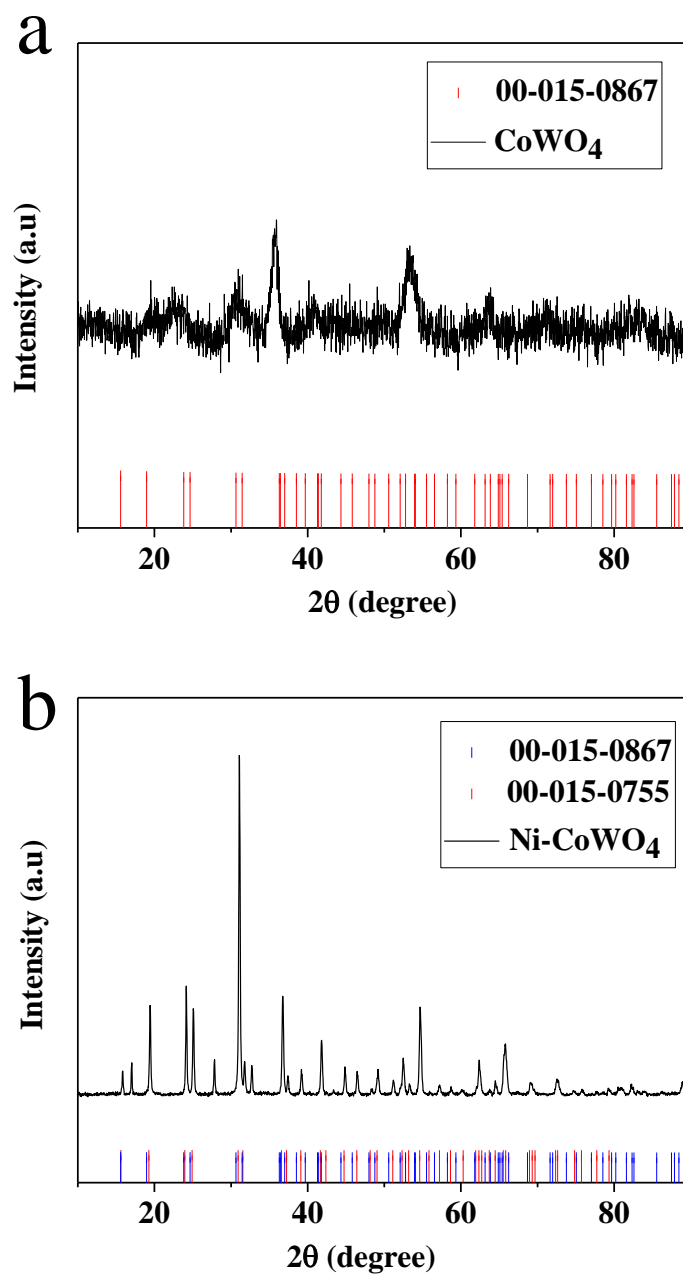 a
00-015-0867
CoWO4
Intensity (a.u)
20
40
60
80
2θ (degree)
b
00-015-0867
00-015-0755
Ni-CoWO4
Intensity (a.u)
20
40
60
80
2θ (degree)